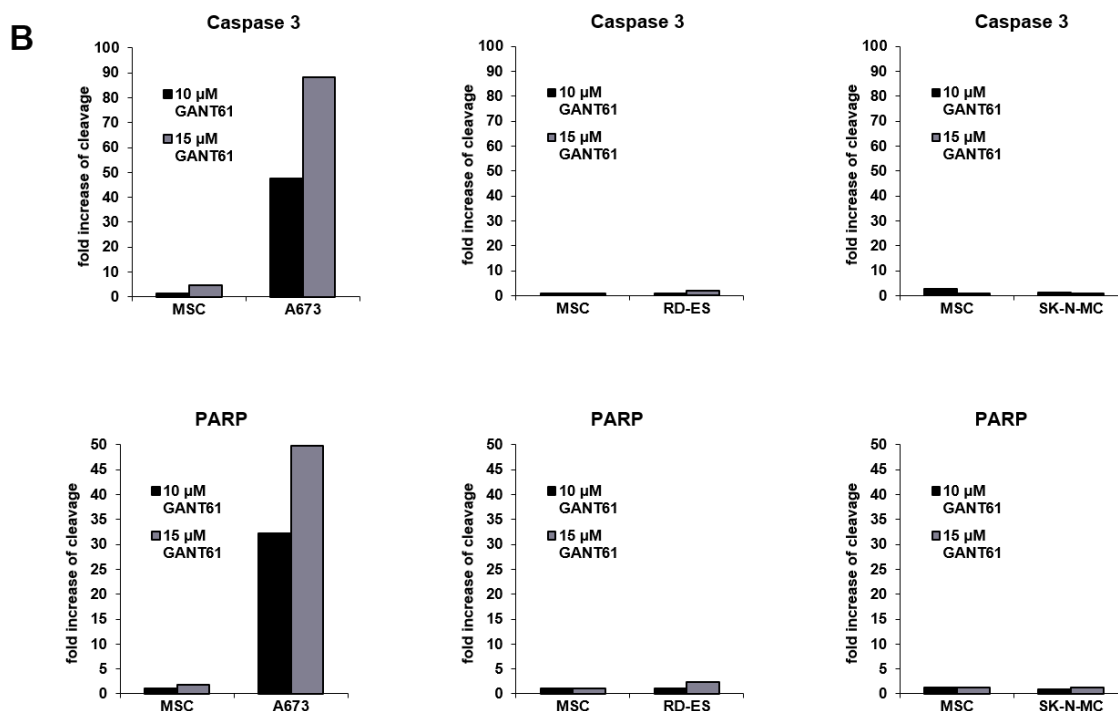 B
Caspase 3
fold increase of cleavage
100
90
80
70
60
50
40
30
20
10
0
10 µM
GANT61
15 µM
GANT61
MSC
A673
Caspase 3
fold increase of cleavage
100
90
80
70
60
50
40
30
20
10
0
10 µM
GANT61
15 µM
GANT61
MSC
RD-ES
Caspase 3
fold increase of cleavage
100
90
80
70
60
50
40
30
20
10
0
10 µM
GANT61
15 µM
GANT61
MSC
SK-N-MC
PARP
fold increase of cleavage
50
45
40
35
30
25
20
15
10
5
0
10 µM
GANT61
15 µM
GANT61
MSC
A673
PARP
fold increase of cleavage
50
45
40
35
30
25
20
15
10
5
0
10 µM
GANT61
15 µM
GANT61
MSC
RD-ES
PARP
fold increase of cleavage
50
45
40
35
30
25
20
15
10
5
0
10 µM
GANT61
15 µM
GANT61
MSC
SK-N-MC